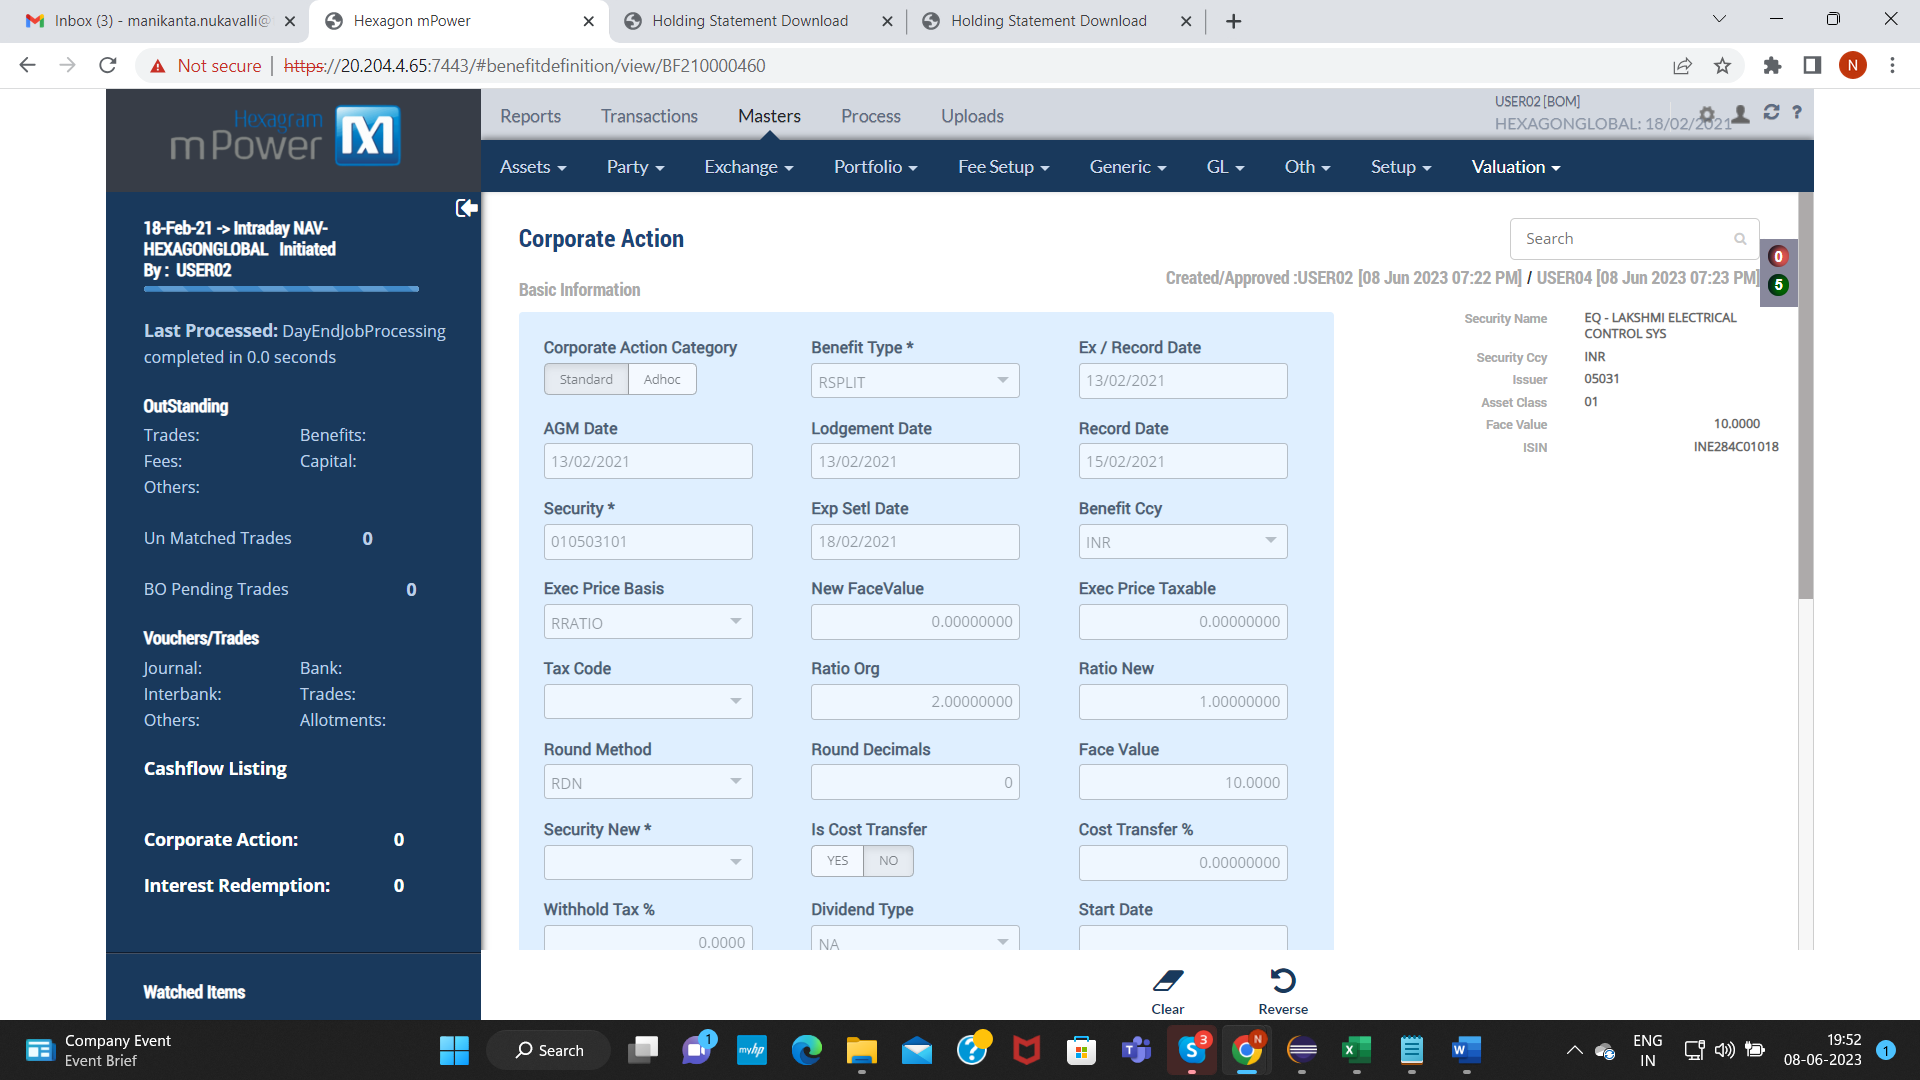 Inbox (3) - manikanta.nukavalli@
Hexagon mPower
Holding Statement Download
Holding Statement Download
Not secure
https://20.204.4.65:7443/#benefitdefinition/view/BF210000460
N
Hexagram
mPower
Reports
Transactions
Masters
Process
Uploads
USER02 [BOM]
HEXAGONGLOBAL: 18/02/2021
?
Assets
Party
Exchange
Portfolio
Fee Setup
Generic
GL
Oth
Setup
Valuation
18-Feb-21 -> Intraday NAV-
HEXAGONGLOBAL Initiated
By : USER02
Last Processed: DayEndJobProcessing
completed in 0.0 seconds
OutStanding
Trades:
Benefits:
Fees:
Capital:
Others:
Un Matched Trades 0
BO Pending Trades 0
Vouchers/Trades
Journal:
Bank:
Interbank:
Trades:
Others:
Allotments:
Cashflow Listing
Corporate Action: 0
Interest Redemption: 0
Watched Items
Corporate Action
Search
0
5
Created/Approved :USER02 [08 Jun 2023 07:22 PM] / USER04 [08 Jun 2023 07:23 PM]
Basic Information
Corporate Action Category
Standard
Adhoc
Benefit Type *
RSPLIT
Ex / Record Date
13/02/2021
AGM Date
13/02/2021
Lodgement Date
13/02/2021
Record Date
15/02/2021
Security *
010503101
Exp Setl Date
18/02/2021
Benefit Ccy
INR
Exec Price Basis
RRATIO
New FaceValue
0.00000000
Exec Price Taxable
0.00000000
Tax Code
Ratio Org
2.00000000
Ratio New
1.00000000
Round Method
RDN
Round Decimals
0
Face Value
10.0000
Security New *
Is Cost Transfer
YES
NO
Cost Transfer %
0.00000000
Withhold Tax %
0.0000
Dividend Type
NA
Start Date
Security Name
EQ - LAKSHMI ELECTRICAL
CONTROL SYS
Security Ccy
INR
Issuer
05031
Asset Class
01
Face Value
10.0000
ISIN
INE284C01018
Clear
Reverse
Company Event
Event Brief
Search
1
myhp
3
N
ENG
IN
19:52
08-06-2023
1